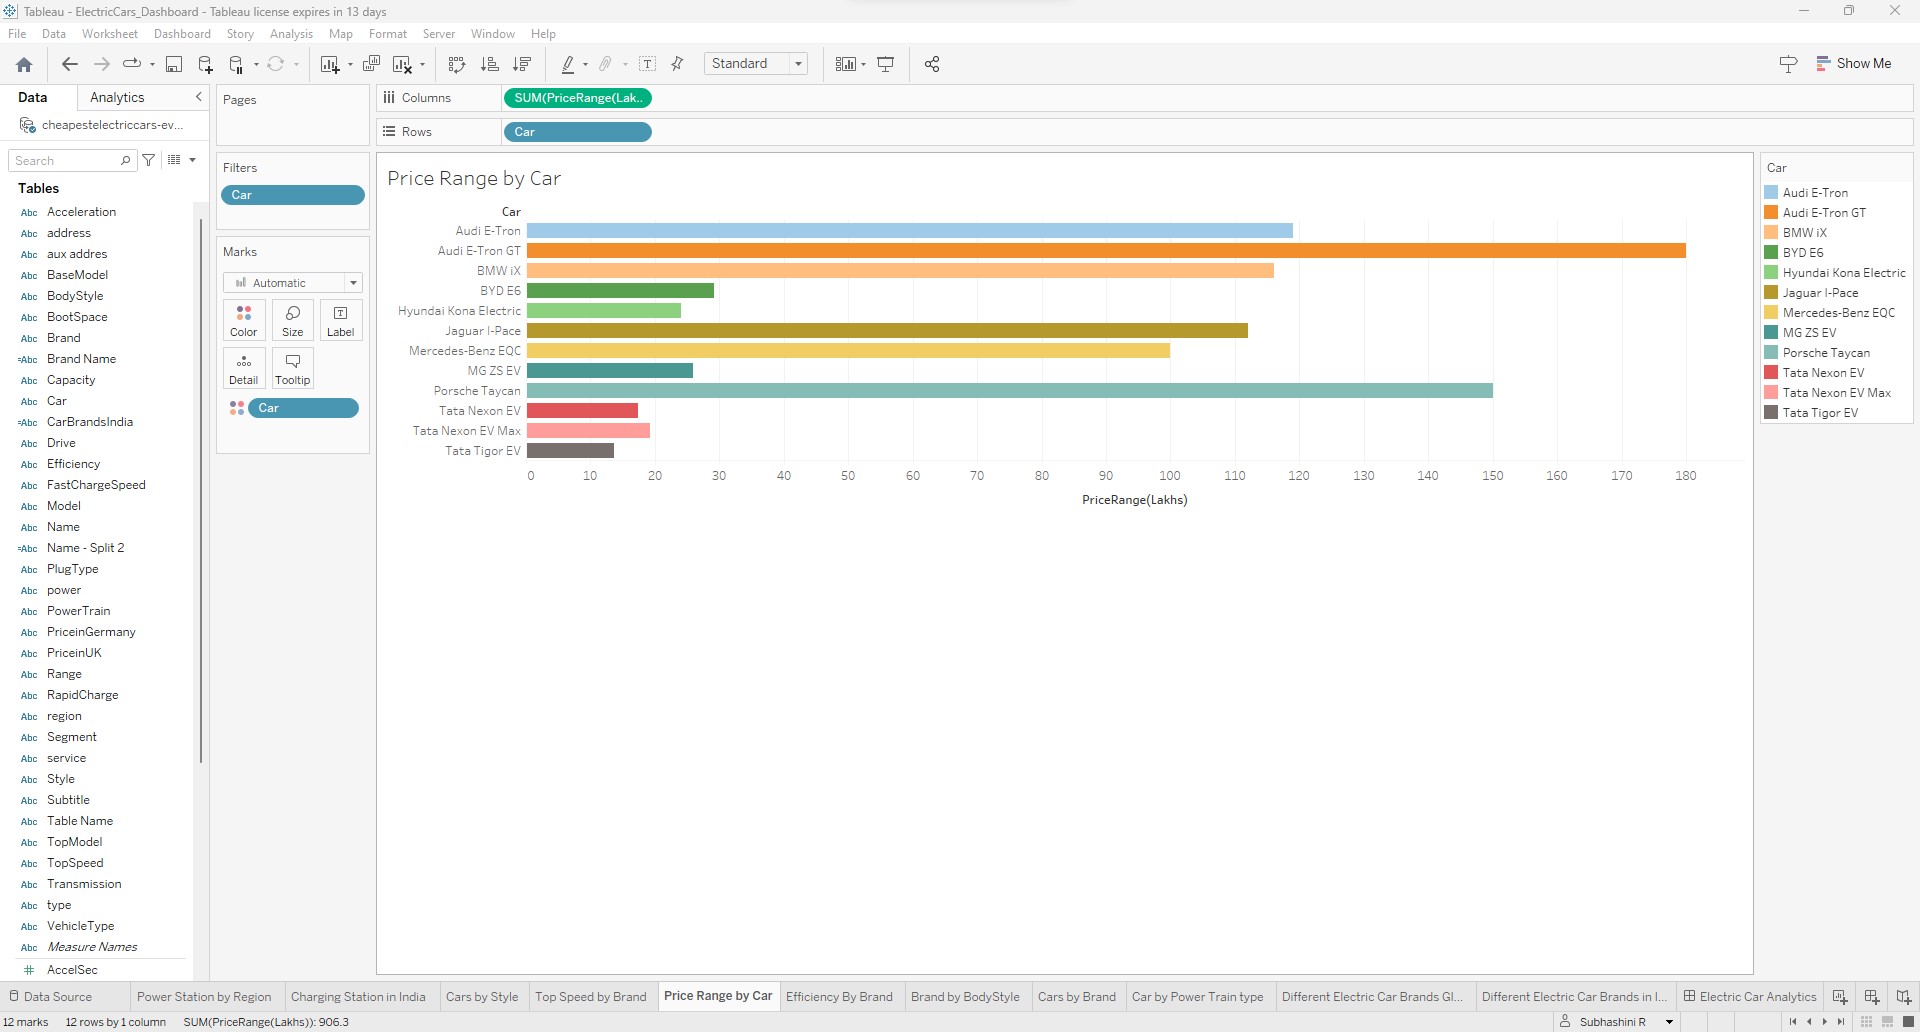 Tableau - ElectricCars_Dashboard - Tableau license expires in 13 days
File Data Worksheet Dashboard Story Analysis Map Format Server Window Help
Standard
Show Me
Data Analytics
cheapestelectriccars-ev...
Search
Tables
Abc Acceleration
Abc address
Abc aux addres
Abc BaseModel
Abc BodyStyle
Abc BootSpace
Abc Brand
=Abc Brand Name
Abc Capacity
Abc Car
=Abc CarBrandsIndia
Abc Drive
Abc Efficiency
Abc FastChargeSpeed
Abc Model
Abc Name
=Abc Name - Split 2
Abc PlugType
Abc power
Abc PowerTrain
Abc PriceinGermany
Abc PriceinUK
Abc Range
Abc RapidCharge
Abc region
Abc Segment
Abc service
Abc Style
Abc Subtitle
Abc Table Name
Abc TopModel
Abc TopSpeed
Abc Transmission
Abc type
Abc VehicleType
Abc Measure Names
# AccelSec
Pages
Filters
Car
Marks
Automatic
Color Size Label
Detail Tooltip
Car
Columns SUM(PriceRange(Lak..
Rows Car
Price Range by Car
Car
Audi E-Tron
Audi E-Tron GT
BMW iX
BYD E6
Hyundai Kona Electric
Jaguar I-Pace
Mercedes-Benz EQC
MG ZS EV
Porsche Taycan
Tata Nexon EV
Tata Nexon EV Max
Tata Tigor EV
0 10 20 30 40 50 60 70 80 90 100 110 120 130 140 150 160 170 180
PriceRange(Lakhs)
Car
Audi E-Tron
Audi E-Tron GT
BMW iX
BYD E6
Hyundai Kona Electric
Jaguar I-Pace
Mercedes-Benz EQC
MG ZS EV
Porsche Taycan
Tata Nexon EV
Tata Nexon EV Max
Tata Tigor EV
Data Source Power Station by Region Charging Station in India Cars by Style Top Speed by Brand Price Range by Car Efficiency By Brand Brand by BodyStyle Cars by Brand Car by Power Train type Different Electric Car Brands Gl... Different Electric Car Brands in I... Electric Car Analytics
12 marks 12 rows by 1 column SUM(PriceRange(Lakhs)): 906.3 Subhashini R